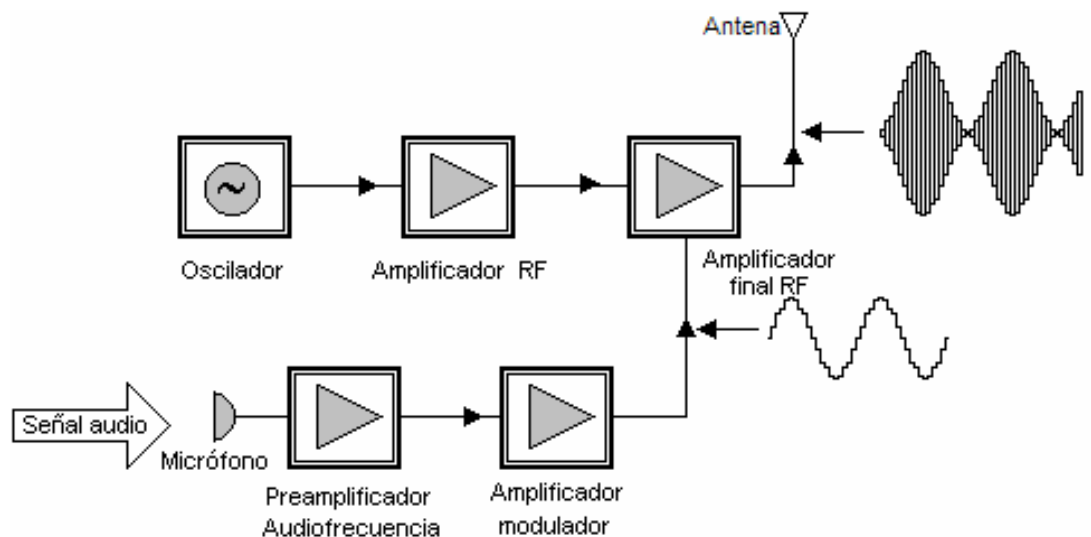 Antena
Oscilador
Amplificador RF
Amplificador
final RF
Señal audio
Micrófono
Preamplificador
Audiofrecuencia
Amplificador
modulador